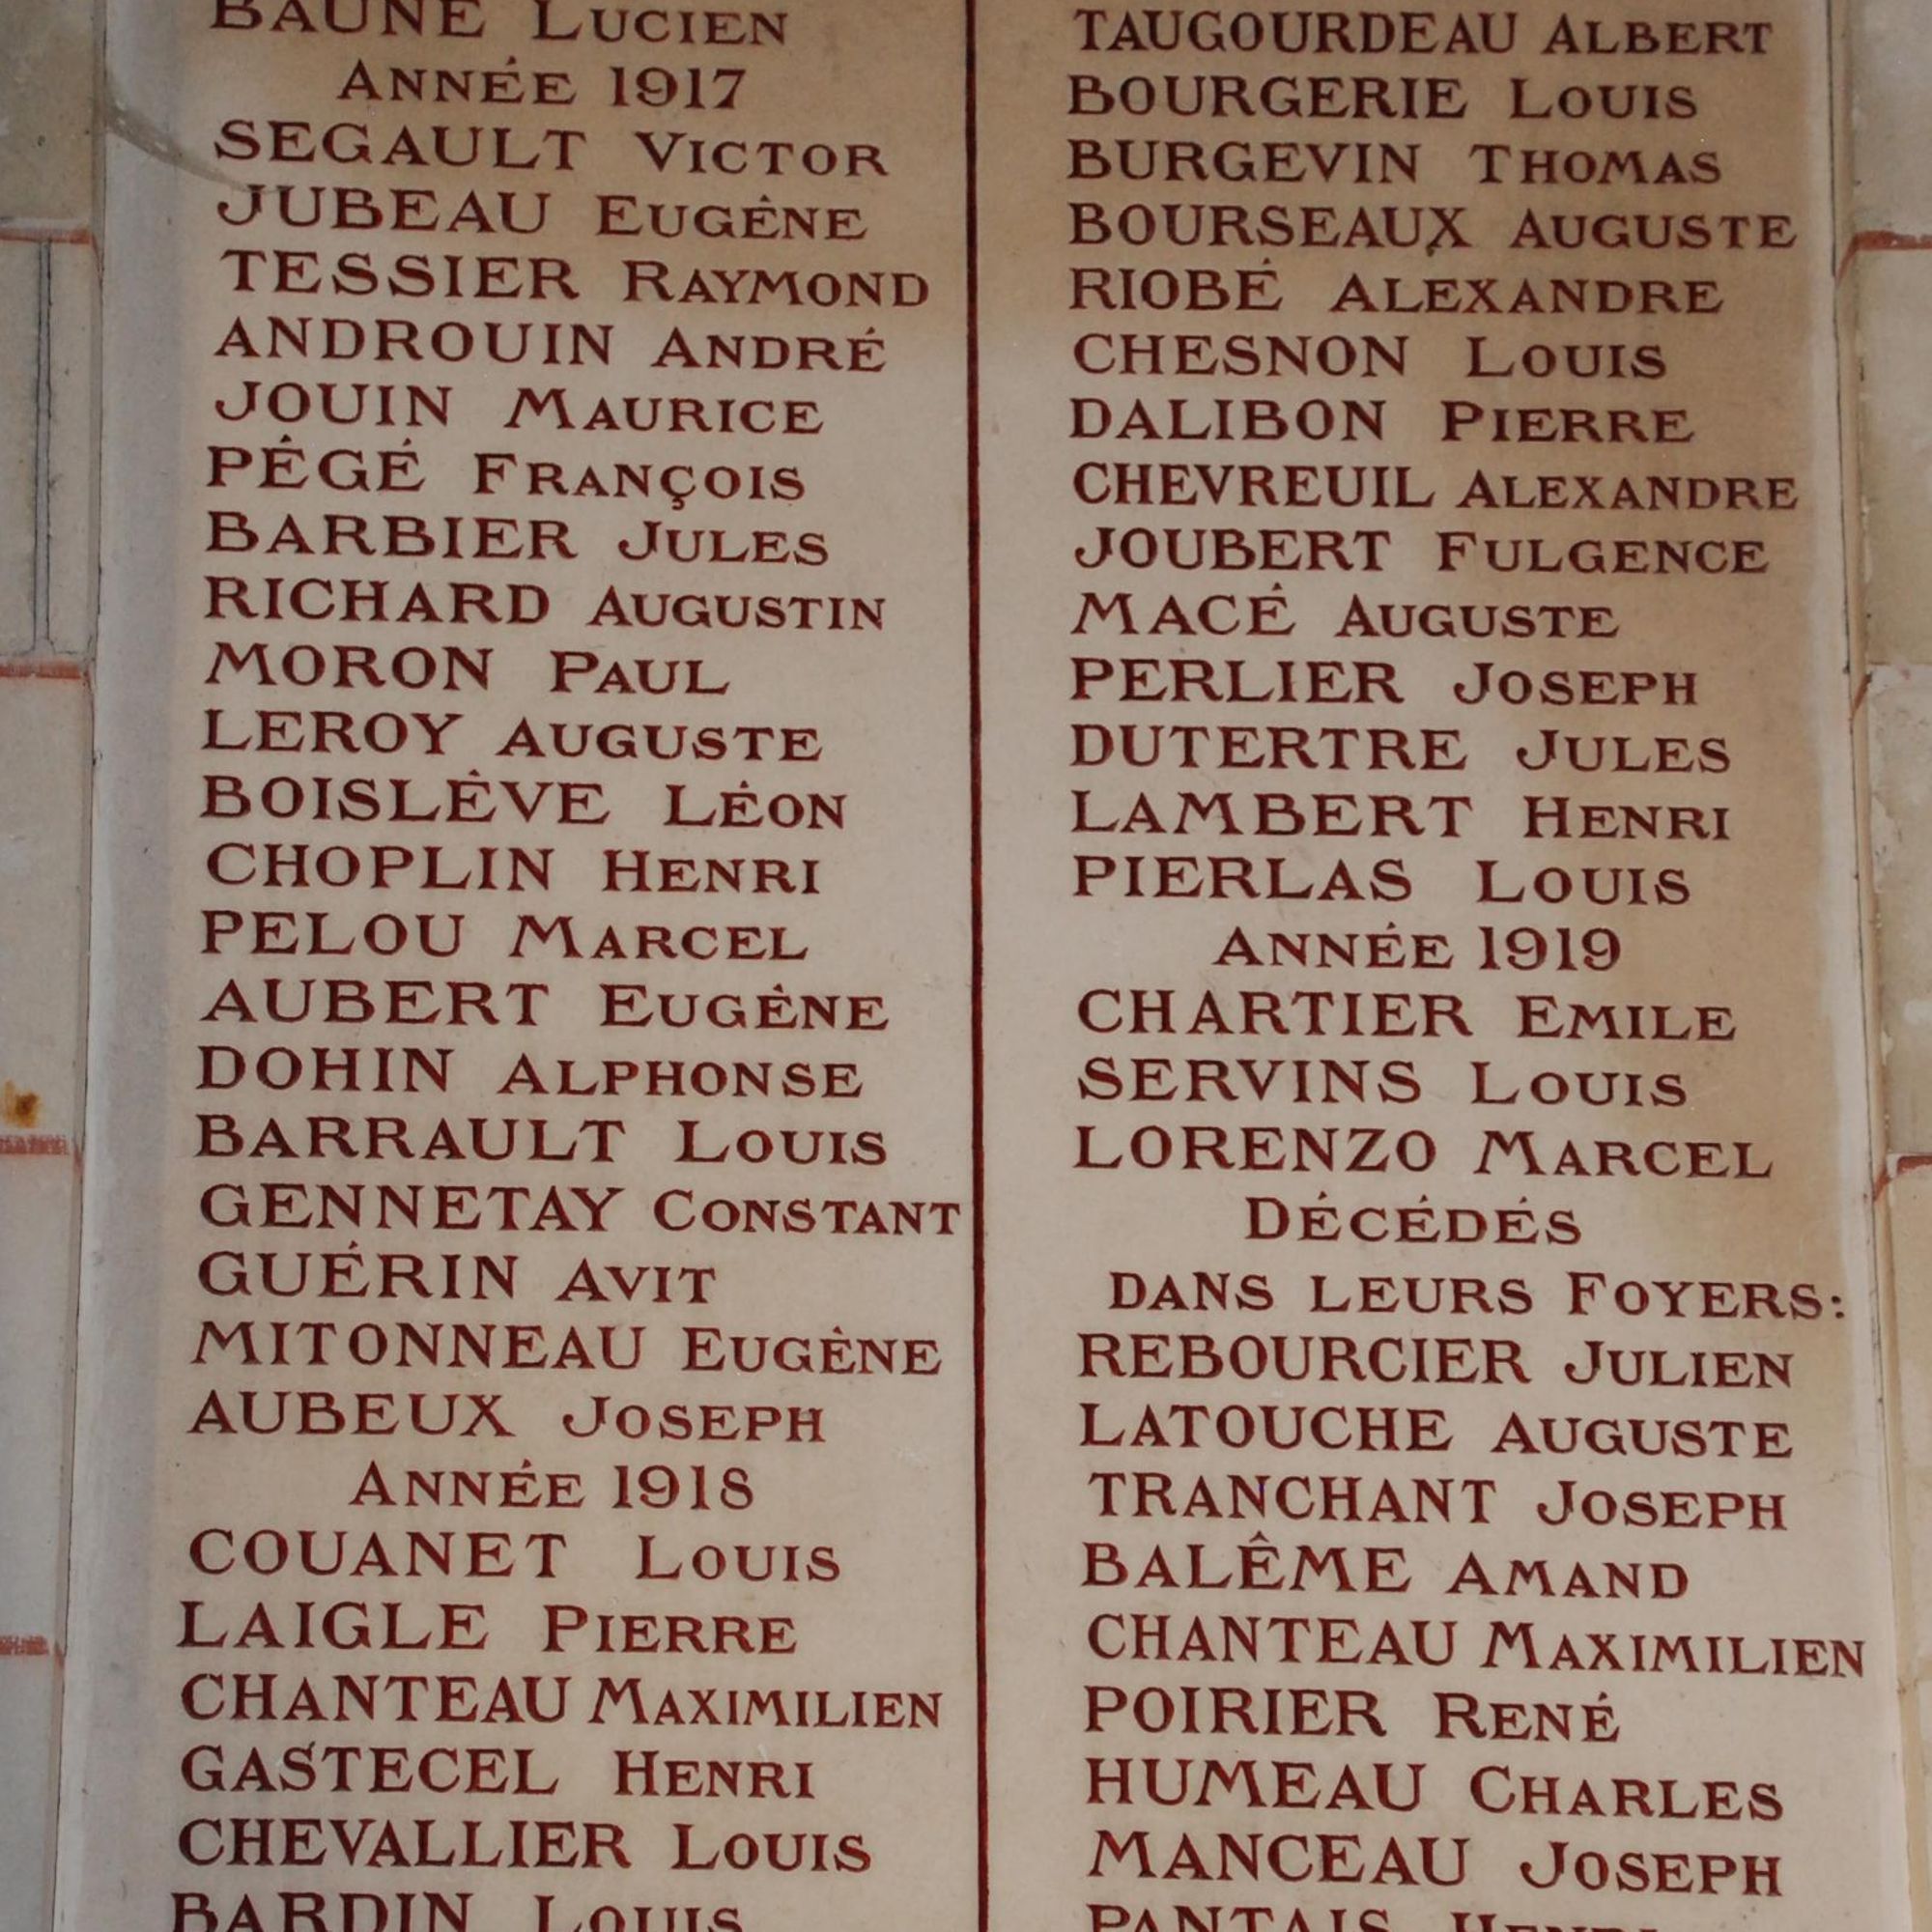 BAUNE LUCIEN
ANNÉE 1917
SEGAULT VICTOR
JUBEAU EUGÈNE
TESSIER RAYMOND
ANDROUIN ANDRÉ
JOUIN MAURICE
PÊGÉ FRANÇOIS
BARBIER JULES
RICHARD AUGUSTIN
MORON PAUL
LEROY AUGUSTE
BOISLÈVE LÉON
CHOPLIN HENRI
PELOU MARCEL
AUBERT EUGÈNE
DOHIN ALPHONSE
BARRAULT LOUIS
GENNETAY CONSTANT
GUÉRIN AVIT
MITONNEAU EUGÈNE
AUBEUX JOSEPH
ANNÉE 1918
COUANET LOUIS
LAIGLE PIERRE
CHANTEAU MAXIMILIEN
GASTECEL HENRI
CHEVALLIER LOUIS
BARDIN LOUIS
TAUGOURDEAU ALBERT
BOURGERIE LOUIS
BURGEVIN THOMAS
BOURSEAUX AUGUSTE
RIOBÉ ALEXANDRE
CHESNON LOUIS
DALIBON PIERRE
CHEVREUIL ALEXANDRE
JOUBERT FULGENCE
MACÉ AUGUSTE
PERLIER JOSEPH
DUTERTRE JULES
LAMBERT HENRI
PIERLAS LOUIS
ANNÉE 1919
CHARTIER EMILE
SERVINS LOUIS
LORENZO MARCEL
DÉCÉDÉS
DANS LEURS FOYERS:
REBOURCIER JULIEN
LATOUCHE AUGUSTE
TRANCHANT JOSEPH
BALÊME AMAND
CHANTEAU MAXIMILIEN
POIRIER RENÉ
HUMEAU CHARLES
MANCEAU JOSEPH
PANTAIS HENRI